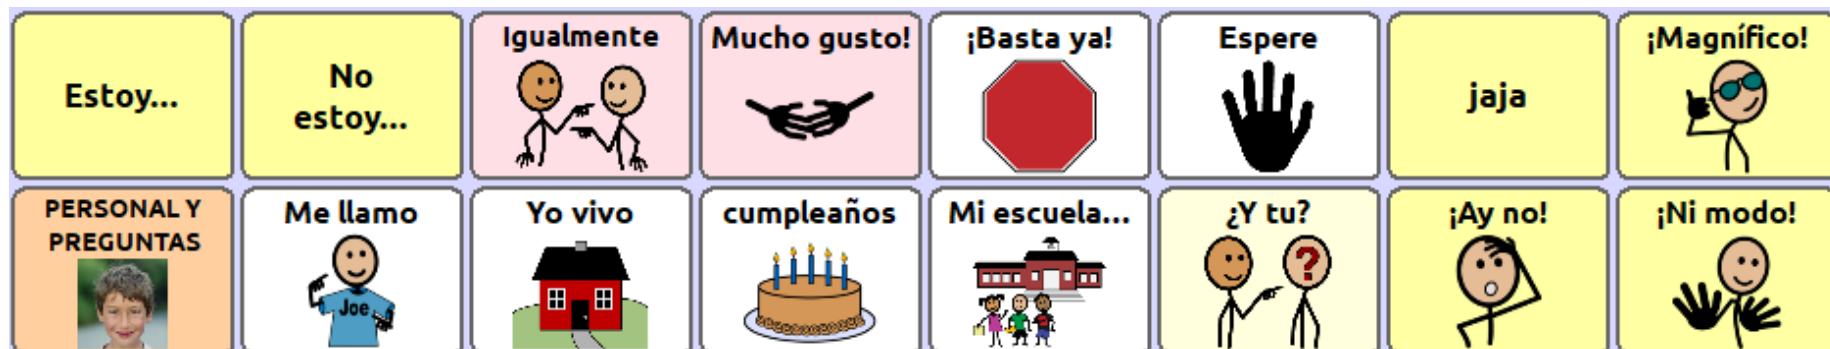 Estoy...
No
estoy...
Igualmente
Mucho gusto!
¡Basta ya!
Espere
jaja
¡Magnífico!
PERSONAL Y
PREGUNTAS
Me llamo
Joe
Yo vivo
cumpleaños
Mi escuela...
¿Y tu?
?
¡Ay no!
¡Ni modo!